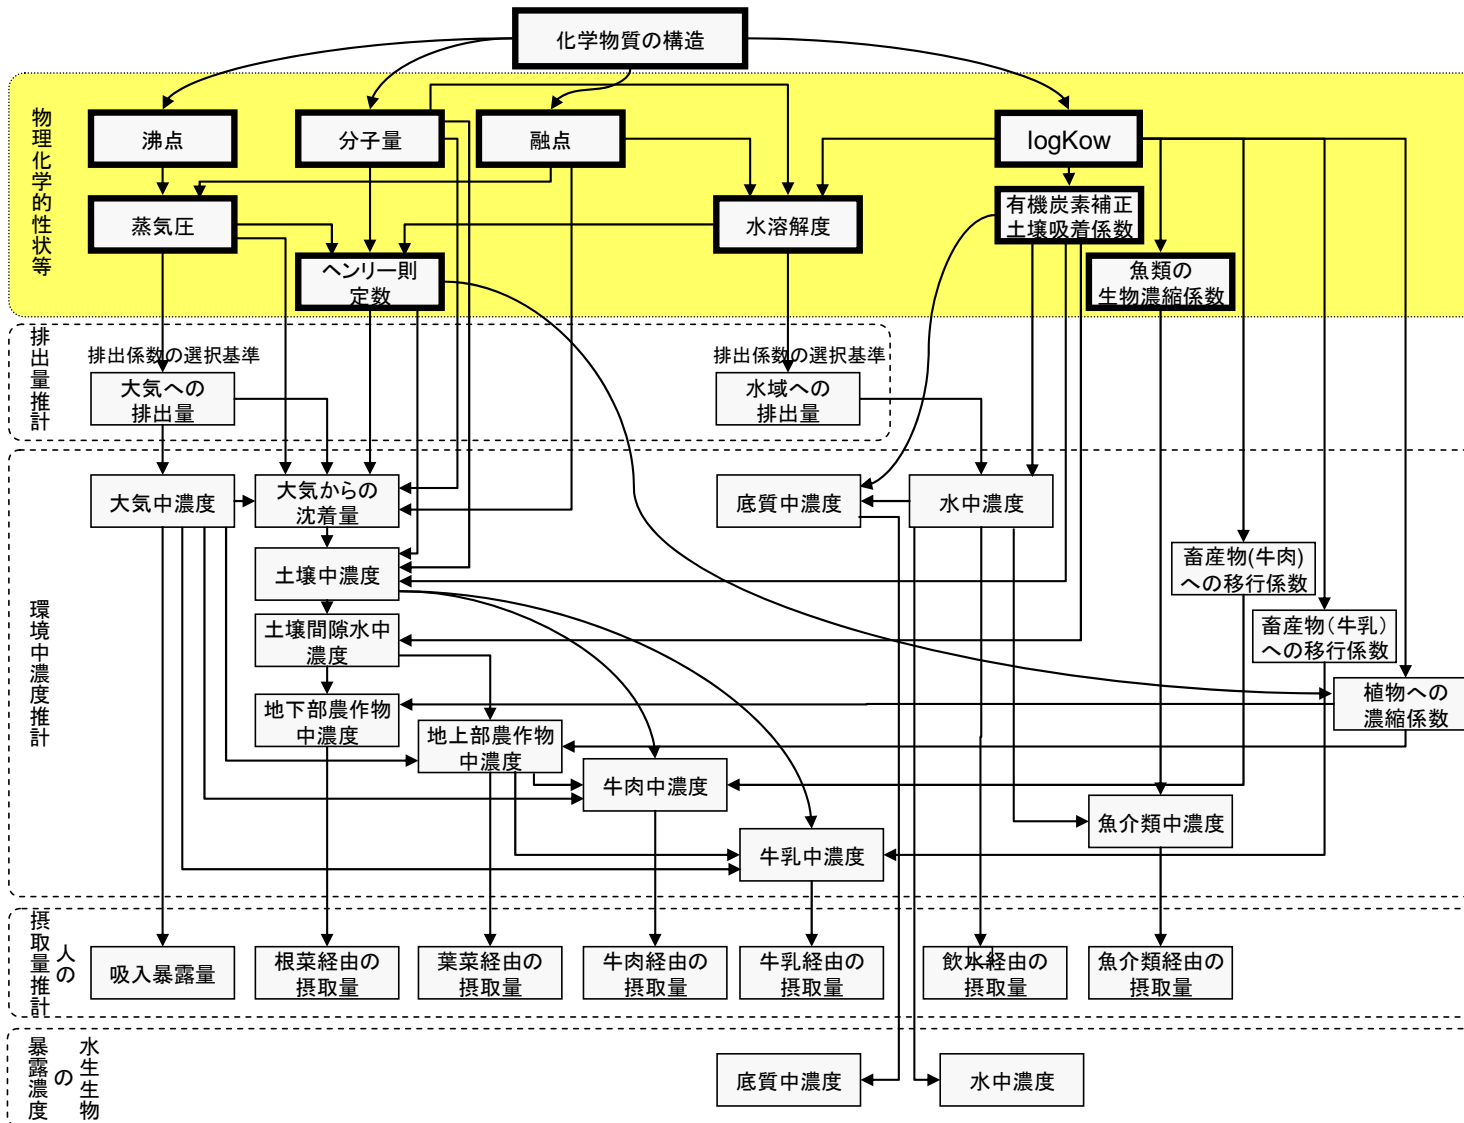 化学物質の構造
物理化学的性状等
沸点
分子量
融点
logKow
蒸気圧
水溶解度
有機炭素補正
土壌吸着係数
ヘンリー則
定数
魚類の
生物濃縮係数
排出量推計
排出係数の選択基準
大気への
排出量
排出係数の選択基準
水域への
排出量
環境中濃度推計
大気中濃度
大気からの
沈着量
底質中濃度
水中濃度
土壌中濃度
畜産物(牛肉)
への移行係数
土壌間隙水中
濃度
畜産物(牛乳)
への移行係数
地下部農作物
中濃度
植物への
濃縮係数
地上部農作物
中濃度
牛肉中濃度
魚介類中濃度
牛乳中濃度
人の
摂取量推計
吸入暴露量
根菜経由の
摂取量
葉菜経由の
摂取量
牛肉経由の
摂取量
牛乳経由の
摂取量
飲水経由の
摂取量
魚介類経由の
摂取量
水生生物
の
暴露濃度
底質中濃度
水中濃度